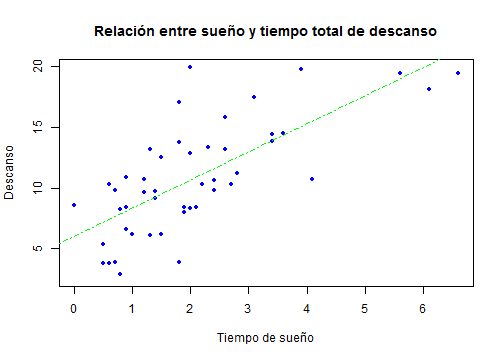 Relación entre sueño y tiempo total de descanso
20
15
10
5
Descanso
0 1 2 3 4 5 6
Tiempo de sueño